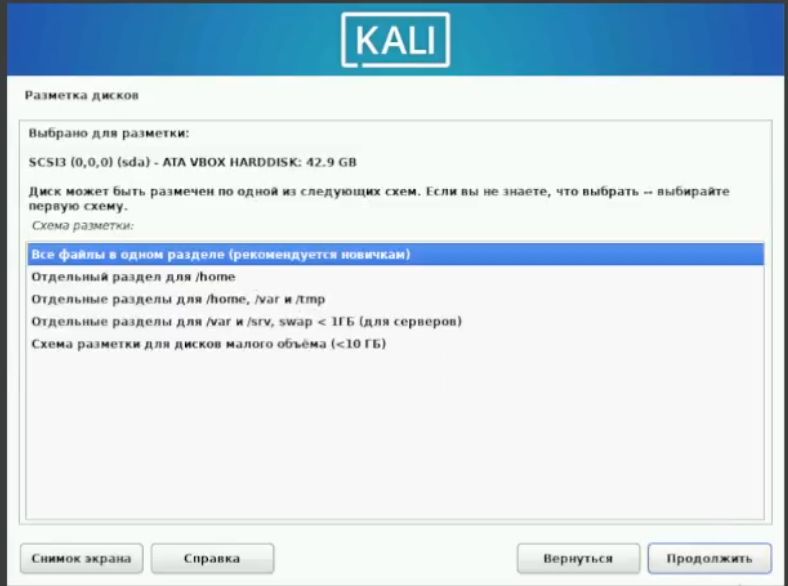 KALI
Разметка дисков
Выбрано для разметки:
SCSI3 (0,0,0) (sda) - ATA VBOX HARDDISK: 42.9 GB
Диск может быть размечен по одной из следующих схем. Если вы не знаете, что выбрать -- выбирайте
первую схему.
Схема разметки:
Все файлы в одном разделе (рекомендуется новичкам)
Отдельный раздел для /home
Отдельные разделы для /home, /var и /tmp
Отдельные разделы для /var и /srv, swap < 1ГБ (для серверов)
Схема разметки для дисков малого объёма (<10 ГБ)
Снимок экрана
Справка
Вернуться
Продолжить